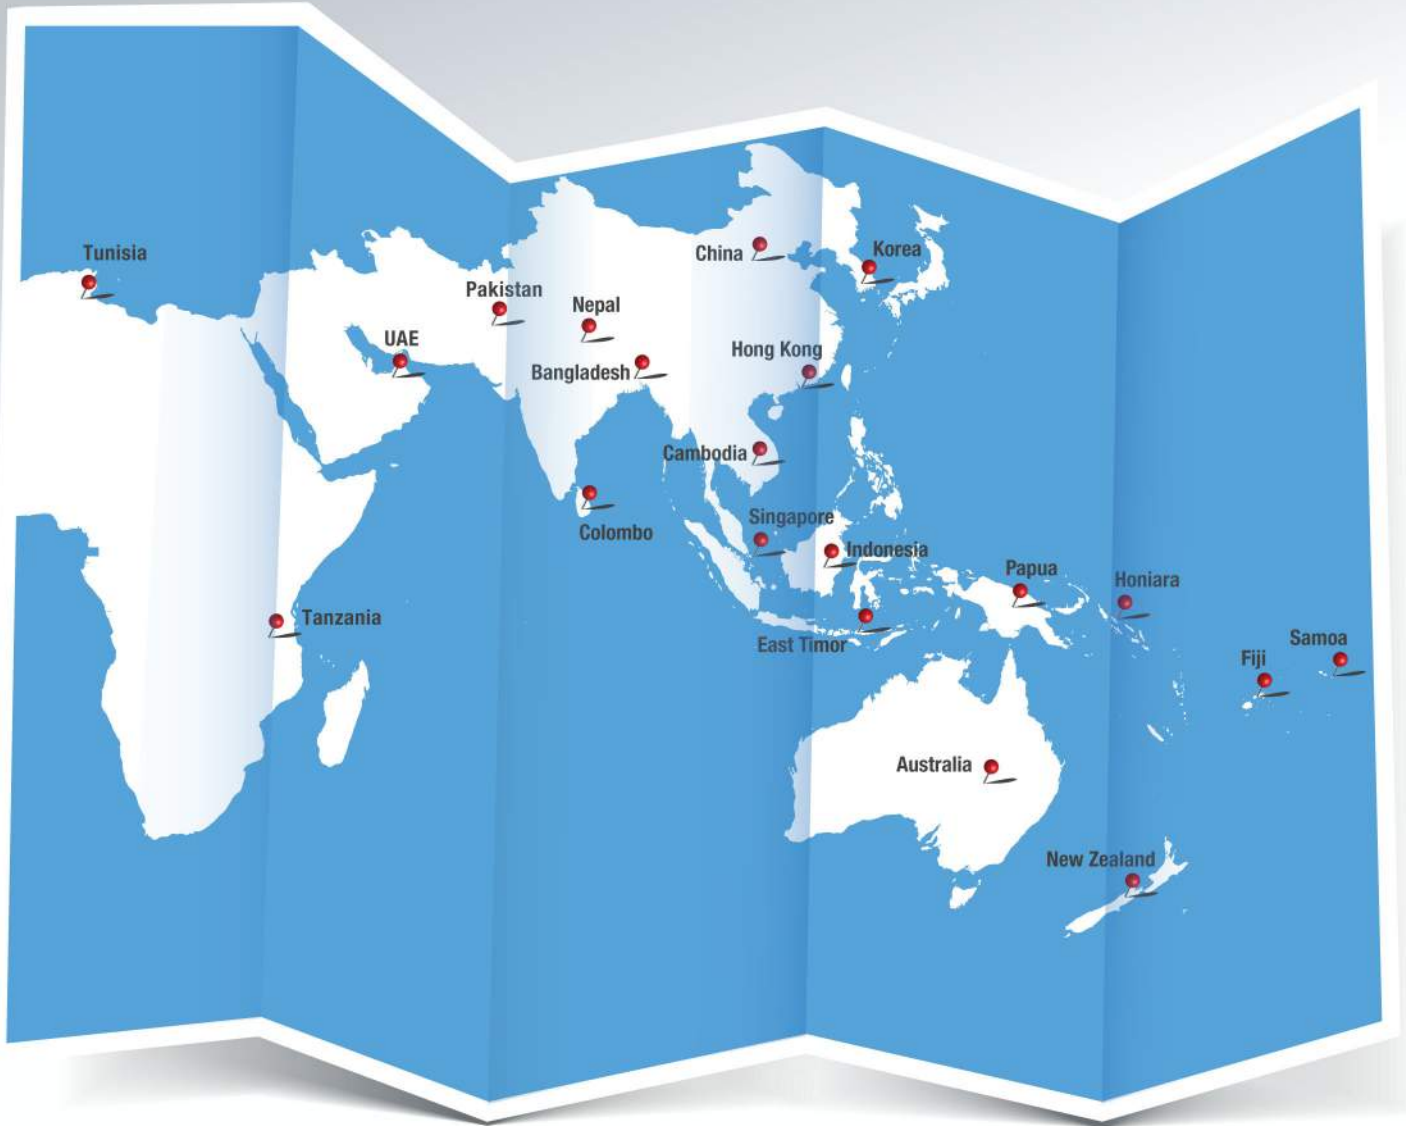 Tunisia
China
Korea
Pakistan
Nepal
UAE
Hong Kong
Bangladesh
Cambodia
Singapore
Colombo
Indonesia
Papua
Honiara
Tanzania
East Timor
Samoa
Fiji
Australia
New Zealand